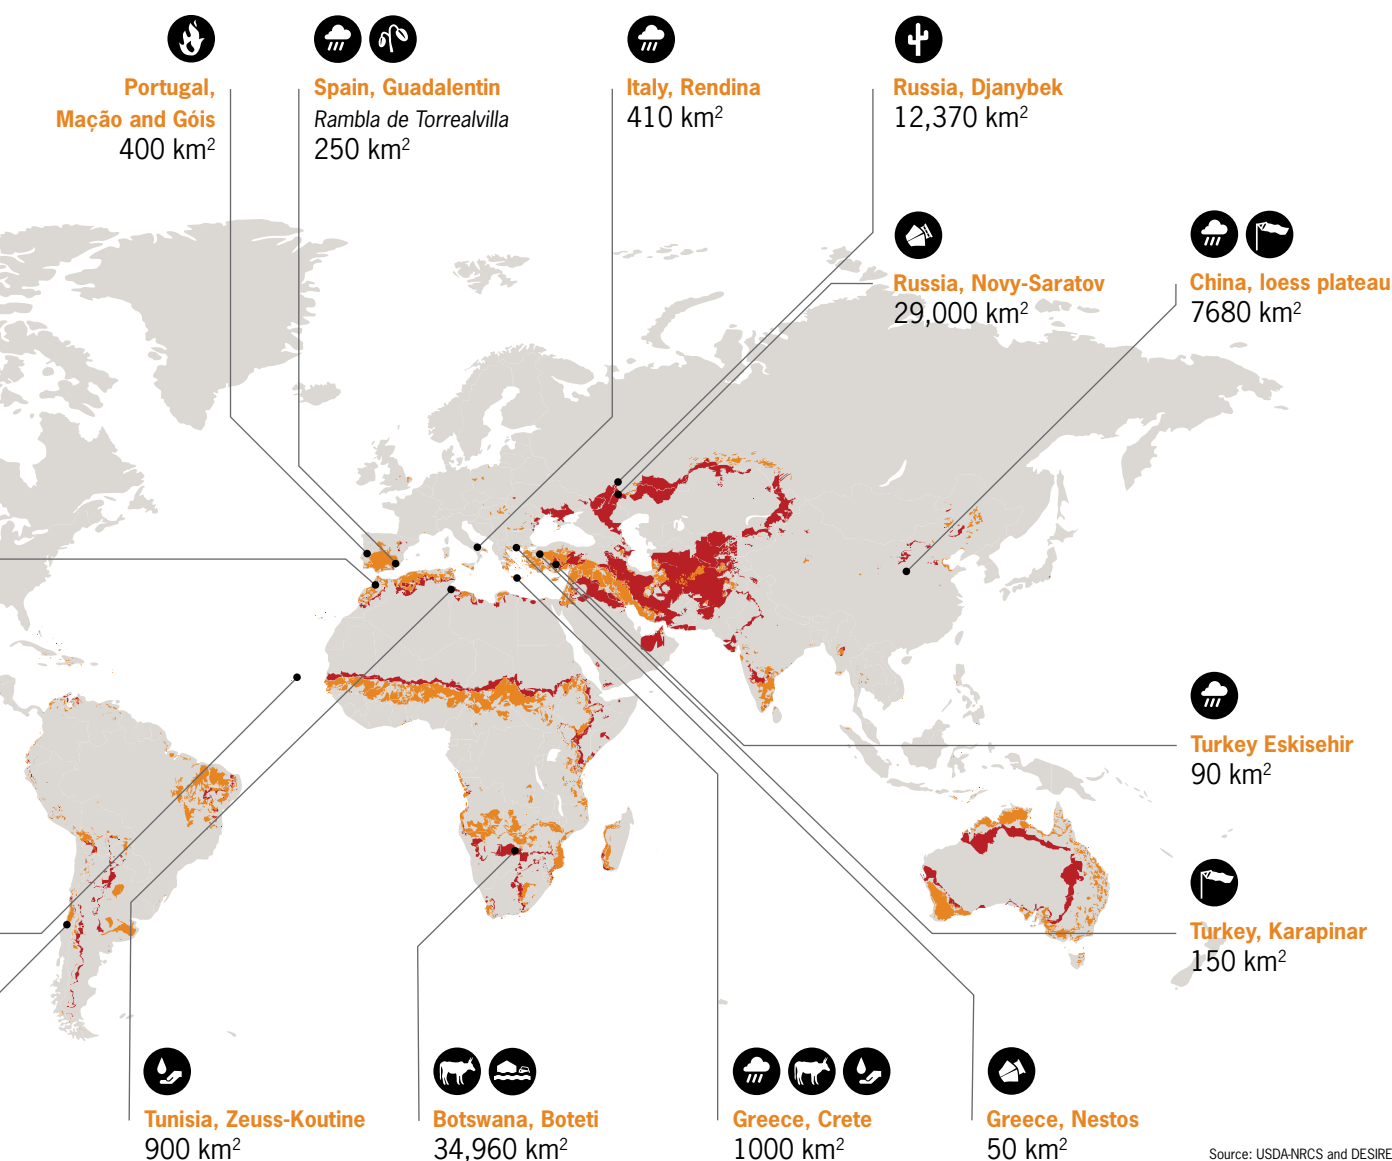 Portugal,
Mação and Góis
400 km²
Spain, Guadalentin
Rambla de Torrealvilla
250 km²
Italy, Rendina
410 km²
Russia, Djanybek
12,370 km²
Russia, Novy-Saratov
29,000 km²
China, loess plateau
7680 km²
Turkey Eskisehir
90 km²
Turkey, Karapinar
150 km²
Tunisia, Zeuss-Koutine
900 km²
Botswana, Boteti
34,960 km²
Greece, Crete
1000 km²
Greece, Nestos
50 km²
Source: USDA-NRCS and DESIRE